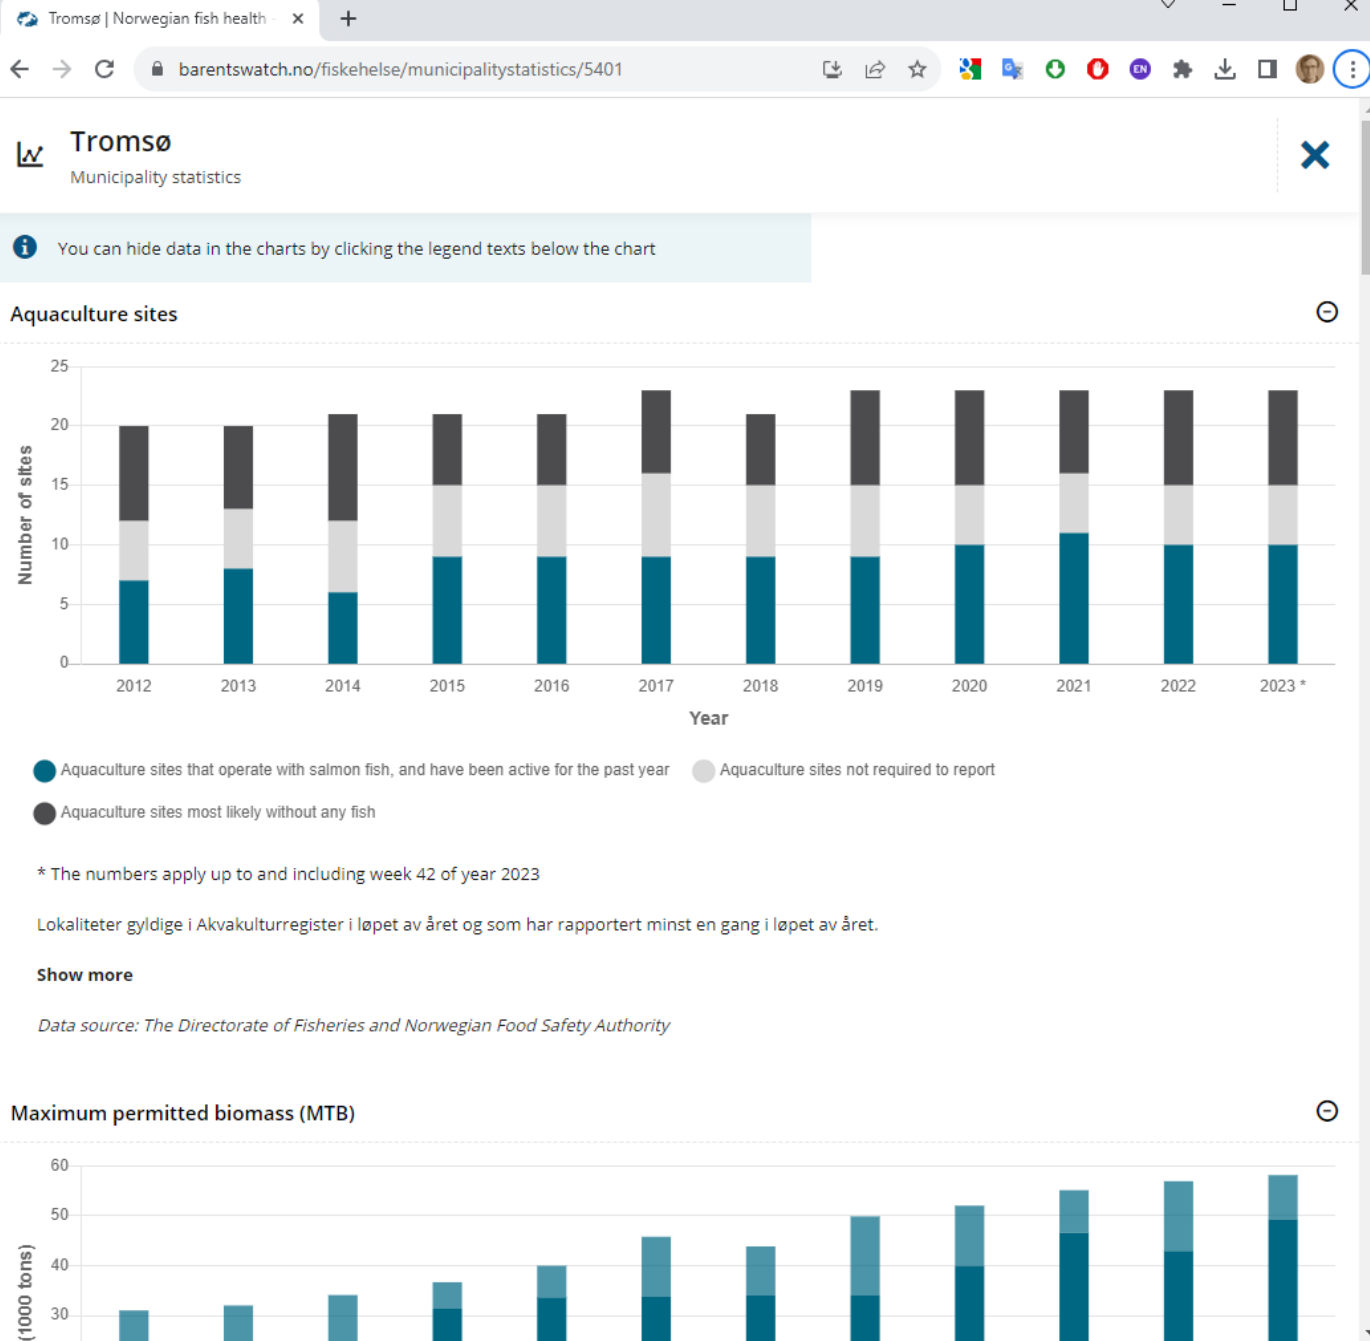 Tromsø | Norwegian fish health
barentswatch.no/fiskehelse/municipalitystatistics/5401
EN
Tromsø
Municipality statistics
You can hide data in the charts by clicking the legend texts below the chart
Aquaculture sites
25
20
15
10
5
0
Number of sites
2012 2013 2014 2015 2016 2017 2018 2019 2020 2021 2022 2023 *
Year
Aquaculture sites that operate with salmon fish, and have been active for the past year Aquaculture sites not required to report
Aquaculture sites most likely without any fish
* The numbers apply up to and including week 42 of year 2023
Lokaliteter gyldige i Akvakulturregister i løpet av året og som har rapportert minst en gang i løpet av året.
Show more
Data source: The Directorate of Fisheries and Norwegian Food Safety Authority
Maximum permitted biomass (MTB)
60
50
40
30
(1000 tons)